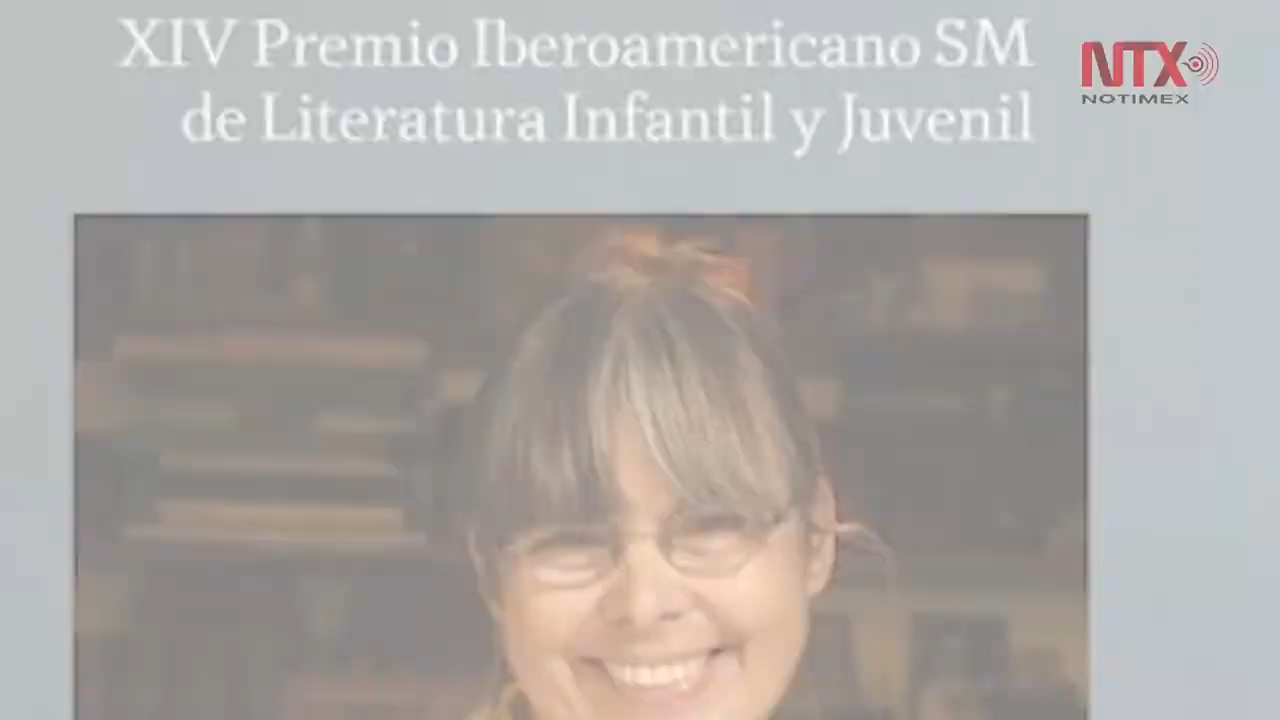 XIV Premio Iberoamericano SM
de Literatura Infantil y Juvenil
NTX
NOTIMEX